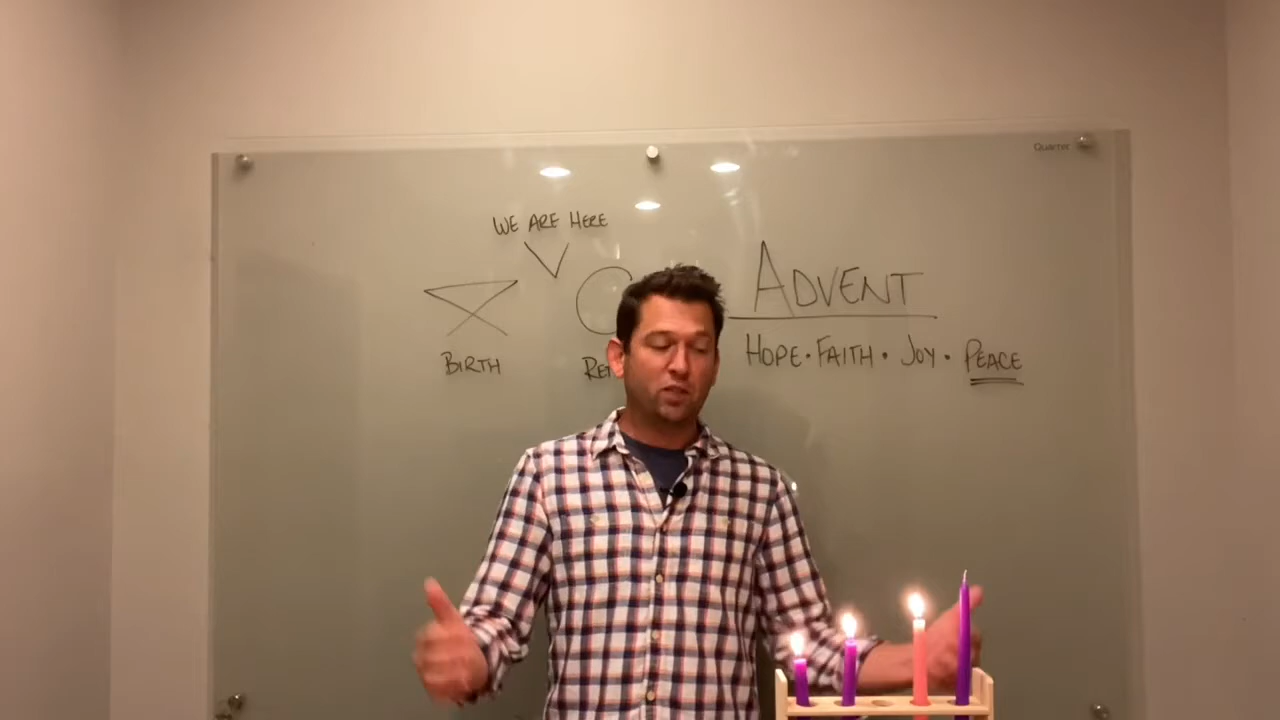 Quartet
WE ARE HERE
ADVENT
HOPE • FAITH • JOY • PEACE
BIRTH